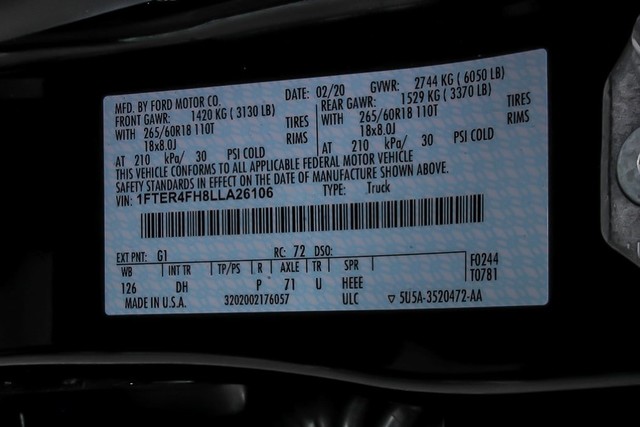 MFD. BY FORD MOTOR CO. DATE: 02/20 GVWR: 2744 KG ( 6050 LB)
FRONT GAWR: 1420 KG ( 3130 LB) REAR GAWR: 1529 KG ( 3370 LB)
WITH 265/60R18 110T TIRES WITH 265/60R18 110T TIRES
18x8.0J RIMS 18x8.0J RIMS
AT 210 kPa/ 30 PSI COLD AT 210 kPa/ 30 PSI COLD
THIS VEHICLE CONFORMS TO ALL APPLICABLE FEDERAL MOTOR VEHICLE
SAFETY STANDARDS IN EFFECT ON THE DATE OF MANUFACTURE SHOWN ABOVE.
VIN: 1FTER4FH8LLA26106 TYPE: Truck
EXT PNT: G1 RC: 72 DSO: F0244
WB INT TR TP/PS R AXLE TR SPR T0781
126 DH P 71 U HEEE
MADE IN U.S.A. 3202002176057 ULC ▽ 5U5A-3520472-AA